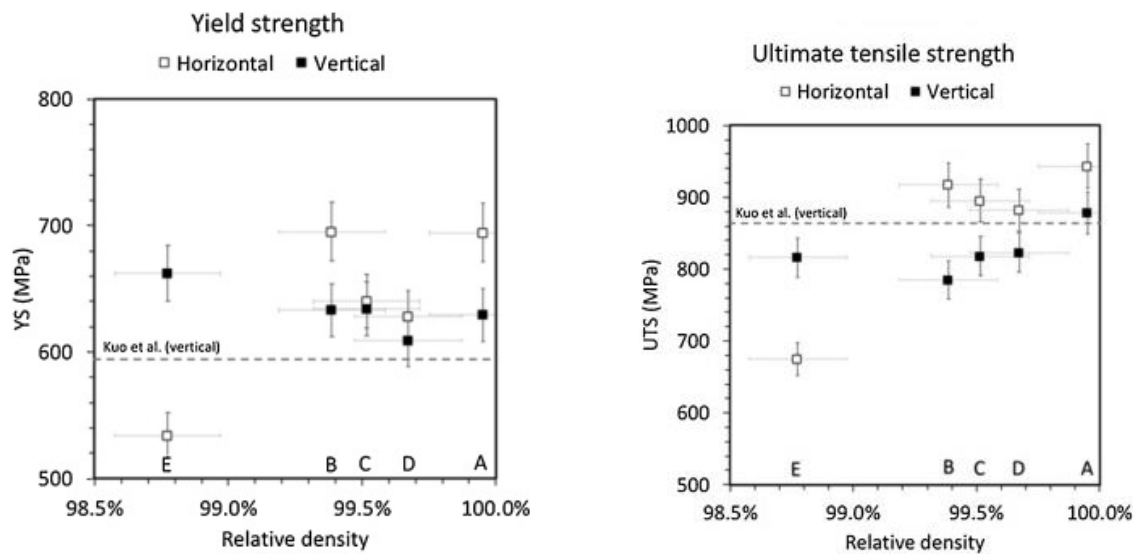 Yield strength
Horizontal Vertical
800
700
600
500
YS (MPa)
Kuo et al. (vertical)
E B C D A
98.5% 99.0% 99.5% 100.0%
Relative density
Ultimate tensile strength
Horizontal Vertical
1000
900
800
700
600
500
UTS (MPa)
Kuo et al. (vertical)
E B C D A
98.5% 99.0% 99.5% 100.0%
Relative density